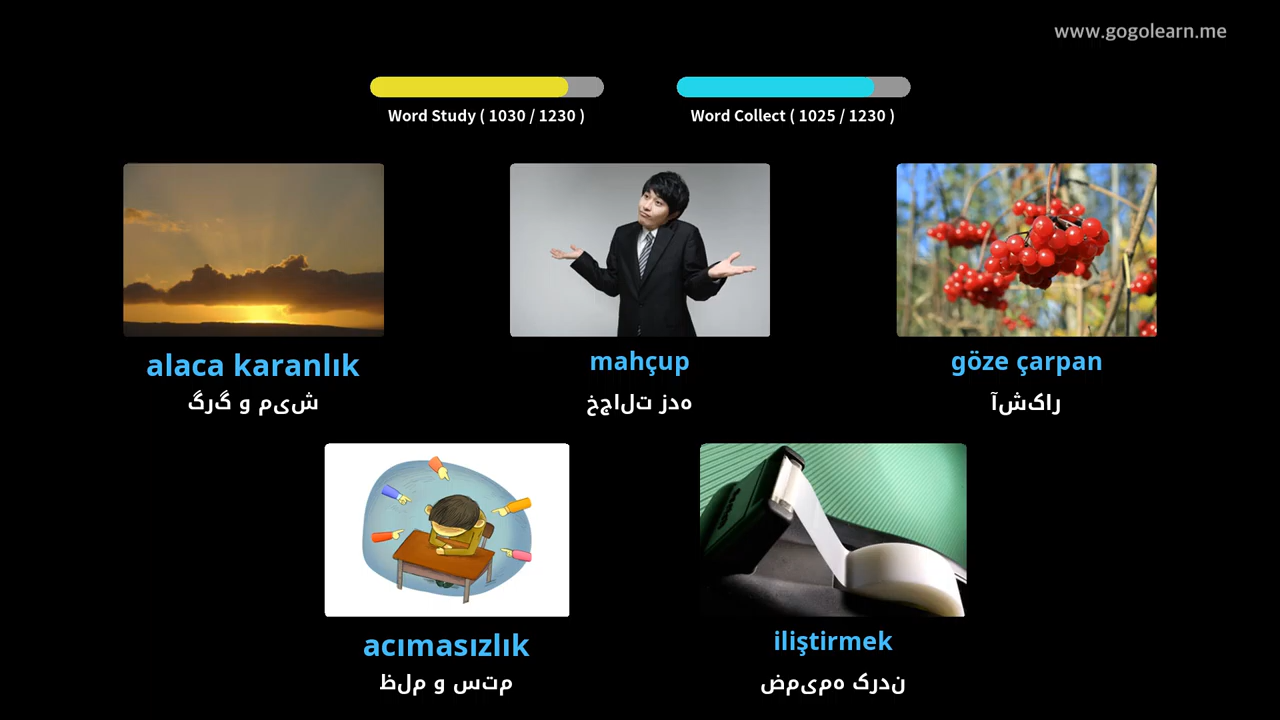 www.gogolearn.me
Word Study ( 1030 / 1230 )
Word Collect ( 1025 / 1230 )
alaca karanlık
گرگ و میش
mahçup
خجالت زده
göze çarpan
آشکار
acımasızlık
ظلم و ستم
iliştirmek
ضمیمه کردن